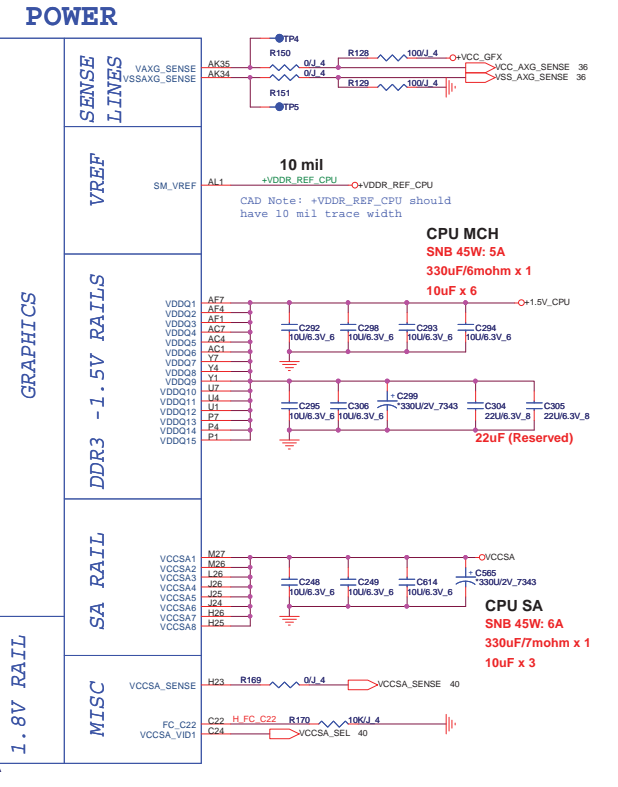 POWER
GRAPHICS
1.8V RAIL
SENSE
LINES
VAXG_SENSE
VSSAXG_SENSE
AK35
AK34
TP4
R150
0/J_4
0/J_4
R151
TP5
R128
100/J_4
+VCC_GFX
VCC_AXG_SENSE 36
VSS_AXG_SENSE 36
R129
100/J_4
VREF
SM_VREF
AL1
10 mil
+VDDR_REF_CPU
+VDDR_REF_CPU
CAD Note: +VDDR_REF_CPU should
have 10 mil trace width
CPU MCH
SNB 45W: 5A
330uF/6mohm x 1
10uF x 6
DDR3 -1.5V RAILS
VDDQ1
VDDQ2
VDDQ3
VDDQ4
VDDQ5
VDDQ6
VDDQ7
VDDQ8
VDDQ9
VDDQ10
VDDQ11
VDDQ12
VDDQ13
VDDQ14
VDDQ15
AF7
AF4
AF1
AC7
AC4
AC1
Y7
Y4
Y1
U7
U4
U1
P7
P4
P1
+1.5V_CPU
C292
10U/6.3V_6
C298
10U/6.3V_6
C293
10U/6.3V_6
C294
10U/6.3V_6
C295
10U/6.3V_6
C306
10U/6.3V_6
+ C299
*330U/2V_7343
C304
22U/6.3V_8
C305
22U/6.3V_8
22uF (Reserved)
SA RAIL
VCCSA1
VCCSA2
VCCSA3
VCCSA4
VCCSA5
VCCSA6
VCCSA7
VCCSA8
M27
M26
L26
J26
J25
J24
H26
H25
VCCSA
C248
10U/6.3V_6
C249
10U/6.3V_6
C614
10U/6.3V_6
+ C565
*330U/2V_7343
CPU SA
SNB 45W: 6A
330uF/7mohm x 1
10uF x 3
MISC
VCCSA_SENSE
H23
R169
0/J_4
VCCSA_SENSE 40
FC_C22
VCCSA_VID1
C22
C24
H_FC_C22
R170
10K/J_4
VCCSA_SEL 40